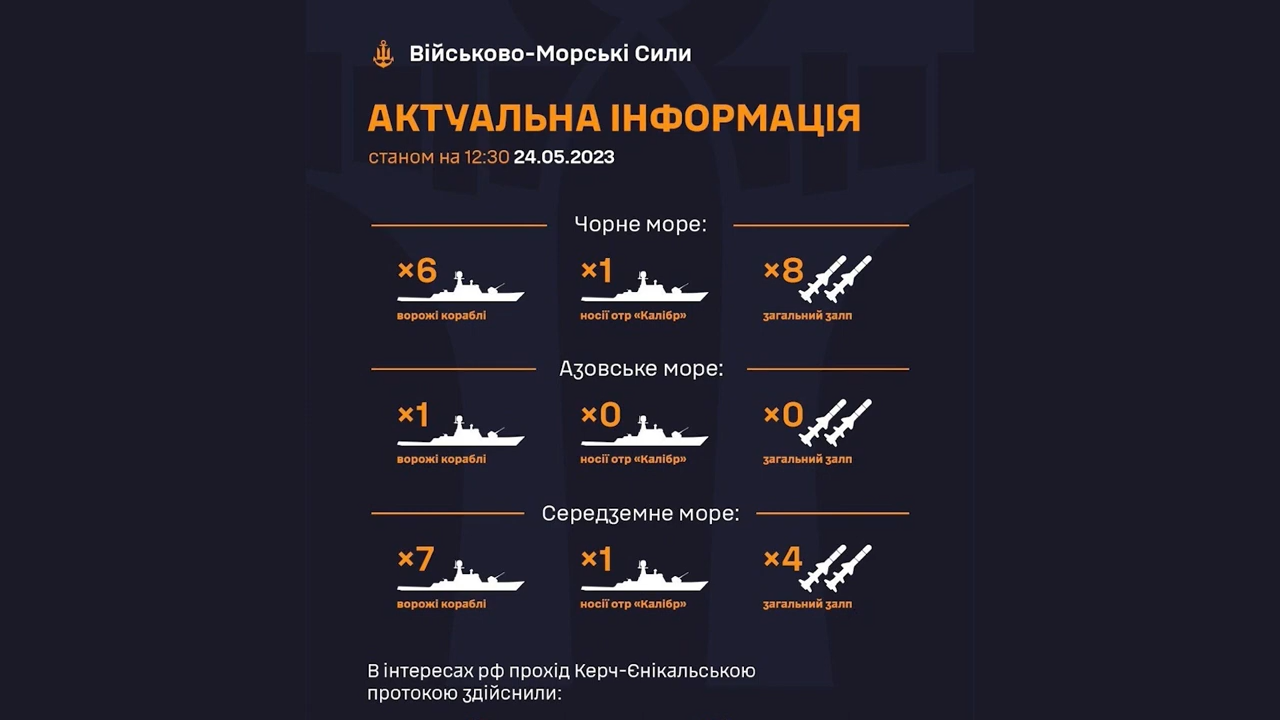 Військово-Морські Сили
АКТУАЛЬНА ІНФОРМАЦІЯ
станом на 12:30 24.05.2023
Чорне море:
×6 ×1 ×8
ворожі кораблі носії отр «Калібр» загальний залп
Азовське море:
×1 ×0 ×0
ворожі кораблі носії отр «Калібр» загальний залп
Середземне море:
×7 ×1 ×4
ворожі кораблі носії отр «Калібр» загальний залп
В інтересах рф прохід Керч-Єнікальською
протокою здійснили: